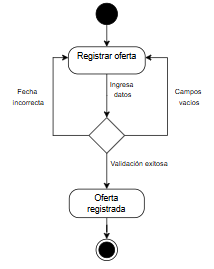 Registrar oferta
Ingresa
datos
Fecha
incorrecta
Campos
vacíos
Validación exitosa
Oferta
registrada